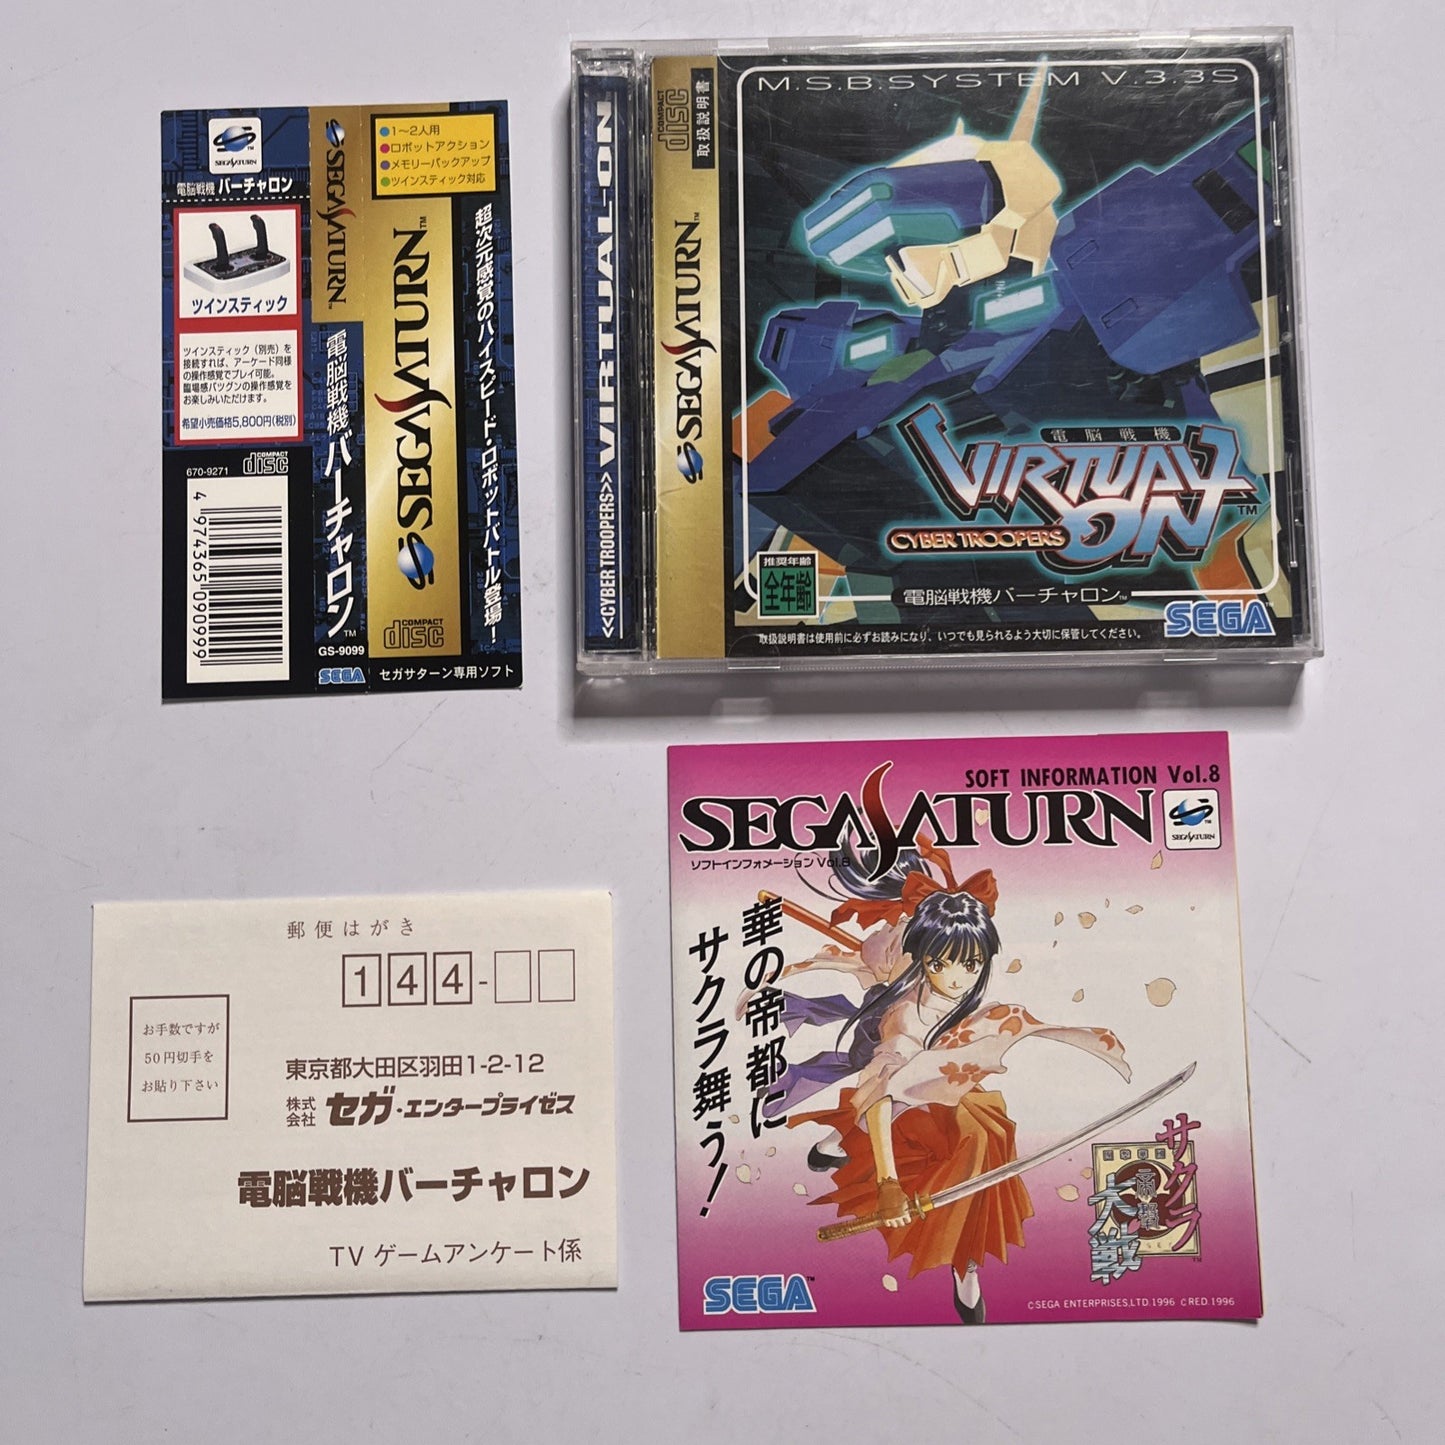 SEGA SATURN
電脳戦機 バーチャロン
ツインスティック
ツインスティック（別売）を
接続すれば、アーケード同様
の操作感覚でプレイ可能。
臨場感バツグンの操作感覚を
お楽しみいただけます。
希望小売価格5,800円(税別)
670-9271
COMPACT disc
4 974365 090999
SEGA SATURN™
電脳戦機バーチャロン™
GS-9099
SEGA
1〜2人用
ロボットアクション
メモリーバックアップ
ツインスティック対応
SEGA SATURN™
超次元感覚のハイスピード・ロボットバトル登場！
COMPACT disc
セガサターン専用ソフト
<<CYBER TROOPERS>> VIRTUAL-ON
COMPACT disc
取扱説明書
SEGA SATURN™
M.S.B.SYSTEM V.3.3S
電脳戦機
VIRTUAL ON™
CYBER TROOPERS
推奨年齢
全年齢
電脳戦機バーチャロン™
SEGA
取扱説明書は使用前に必ずお読みになり、いつでも見られるよう大切に保管してください。
郵便はがき
144-
お手数ですが
50円切手を
お貼り下さい
東京都大田区羽田1-2-12
株式会社 セガ・エンタープライゼス
電脳戦機バーチャロン
TVゲームアンケート係
SOFT INFORMATION Vol.8
SEGA SATURN
SEGA SATURN
ソフトインフォメーション Vol.8
華の帝都に
サクラ舞う！
サクラ
大戦
帝撃
SEGA™
©SEGA ENTERPRISES,LTD.1996 ©RED 1996